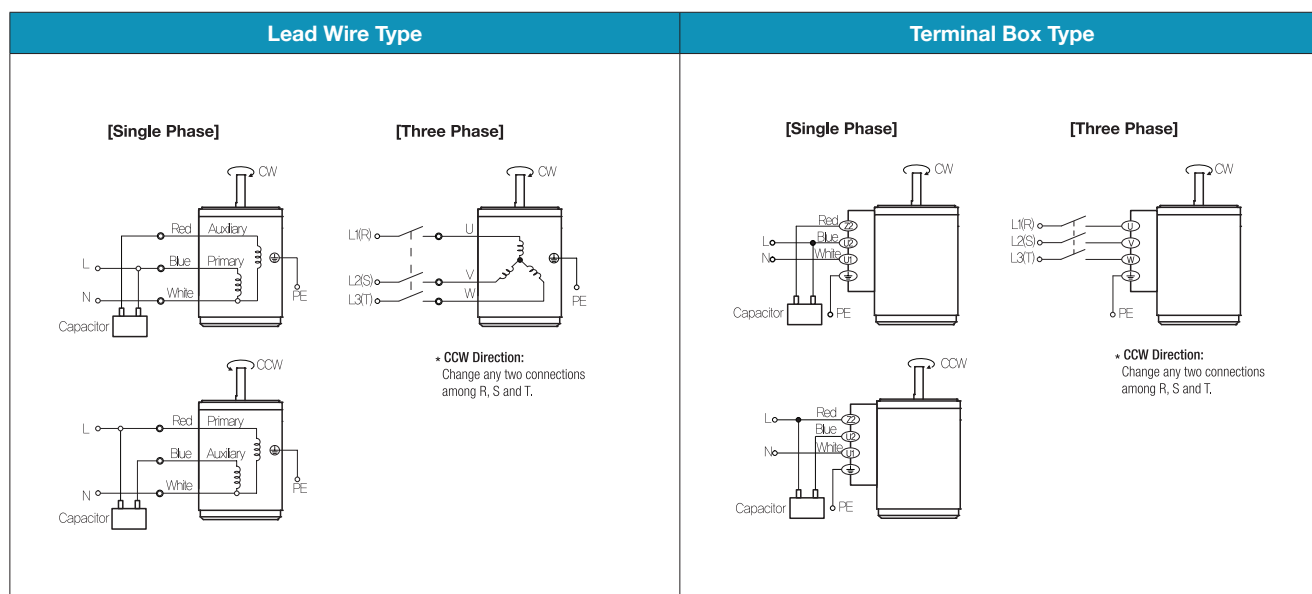 Lead Wire Type
Terminal Box Type
[Single Phase]
[Three Phase]
CW
Red Auxiliary
L
Blue Primary
N
White
Capacitor
PE
CW
L1(R)
U
L2(S)
V
L3(T)
W
PE
* CCW Direction:
Change any two connections
among R, S and T.
CCW
L
Red Primary
Blue Auxiliary
N
White
Capacitor
PE
[Single Phase]
[Three Phase]
CW
Red Z2
L
Blue U2
N
White U1
Capacitor
PE
CW
L1(R) U
L2(S) V
L3(T) W
PE
* CCW Direction:
Change any two connections
among R, S and T.
CCW
L
Red Z2
Blue U2
N
White U1
Capacitor
PE